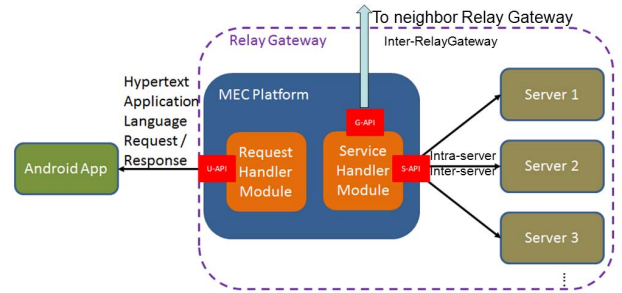 To neighbor Relay Gateway
Relay Gateway
Inter-RelayGateway
Hypertext
Application
Language
Request /
Response
Android App
MEC Platform
U-API
Request
Handler
Module
G-API
Service
Handler
Module
S-API
Intra-server
Inter-server
Server 1
Server 2
Server 3
...